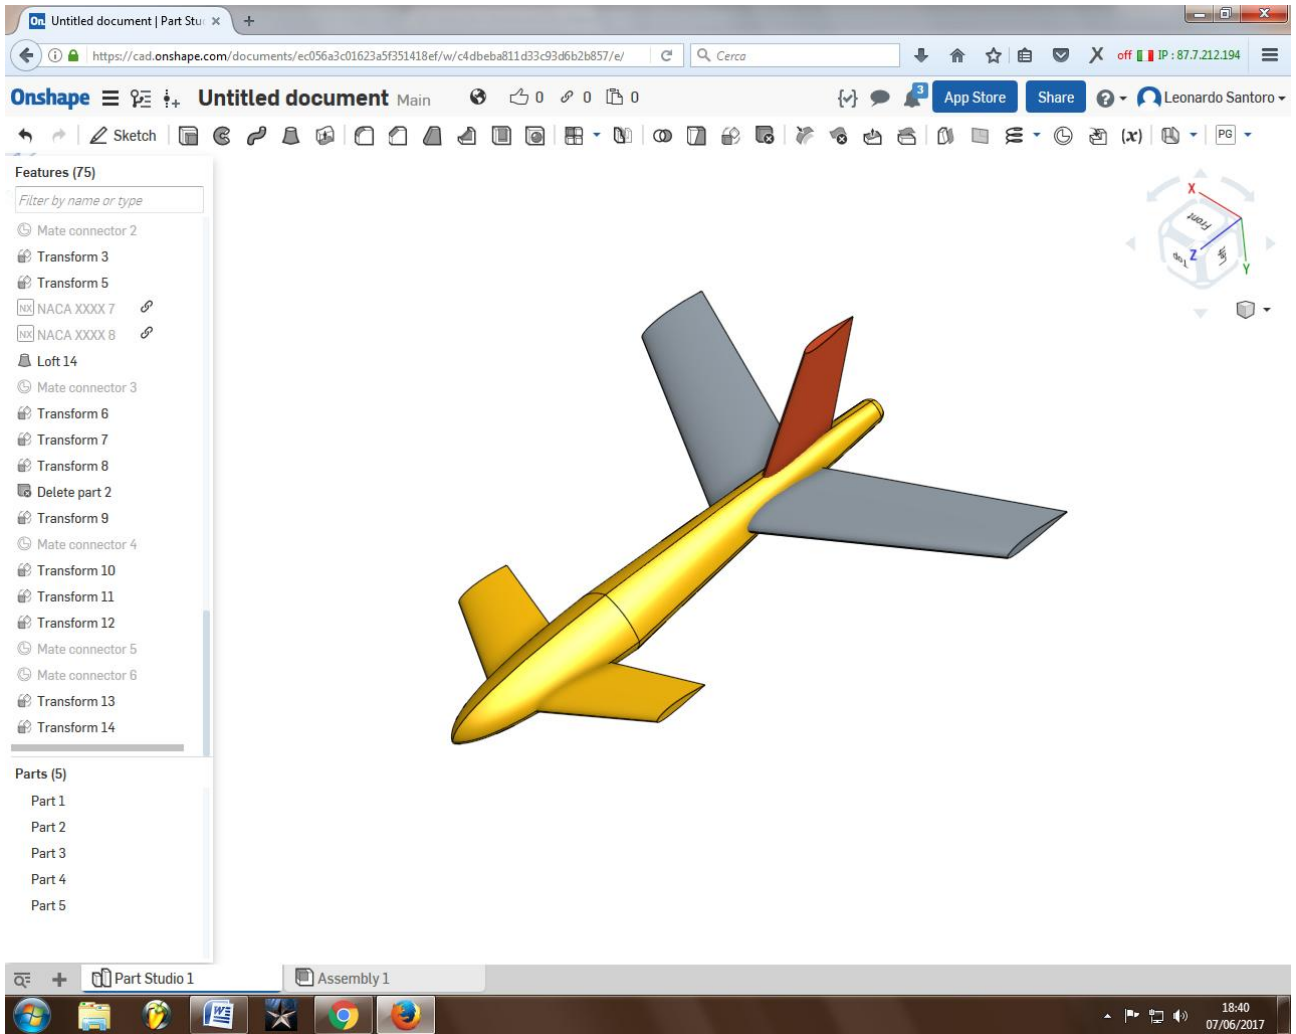 On Untitled document | Part Stu × +
https://cad.onshape.com/documents/ec056a3c01623a5f351418ef/w/c4dbeba811d33c93d6b2b857/e/ Cerca off IP : 87.7.212.194
Onshape Untitled document Main 0 0 0 3 App Store Share Leonardo Santoro
Sketch (x) PG
Features (75)
Filter by name or type
Mate connector 2
Transform 3
Transform 5
NX NACA XXXX 7
NX NACA XXXX 8
Loft 14
Mate connector 3
Transform 6
Transform 7
Transform 8
Delete part 2
Transform 9
Mate connector 4
Transform 10
Transform 11
Transform 12
Mate connector 5
Mate connector 6
Transform 13
Transform 14
Parts (5)
Part 1
Part 2
Part 3
Part 4
Part 5
X
Front
Z
Top
Y
Part Studio 1 Assembly 1
18:40
07/06/2017